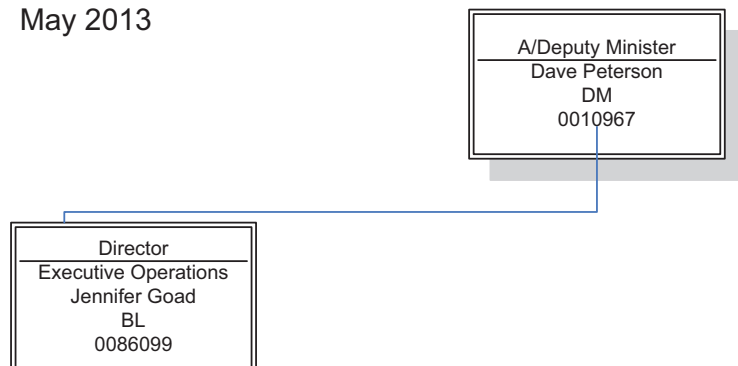 May 2013
A/Deputy Minister
Dave Peterson
DM
0010967
Director
Executive Operations
Jennifer Goad
BL
0086099